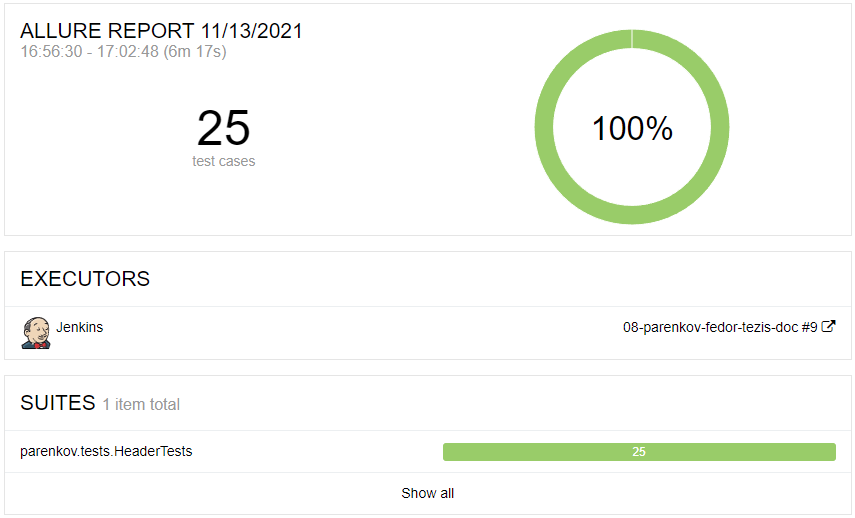 ALLURE REPORT 11/13/2021
16:56:30 - 17:02:48 (6m 17s)
25
test cases
100%
EXECUTORS
Jenkins
08-parenkov-fedor-tezis-doc #9
SUITES 1 item total
parenkov.tests.HeaderTests
25
Show all